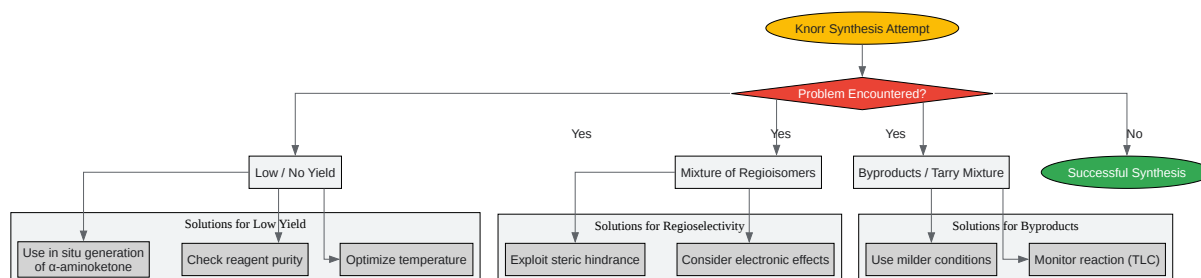 Knorr Synthesis Attempt
Problem Encountered?
Yes
Yes
Yes
No
Low / No Yield
Mixture of Regioisomers
Byproducts / Tarry Mixture
Successful Synthesis
Solutions for Low Yield
Use in situ generation
of α-aminoketone
Check reagent purity
Optimize temperature
Solutions for Regioselectivity
Exploit steric hindrance
Consider electronic effects
Solutions for Byproducts
Use milder conditions
Monitor reaction (TLC)